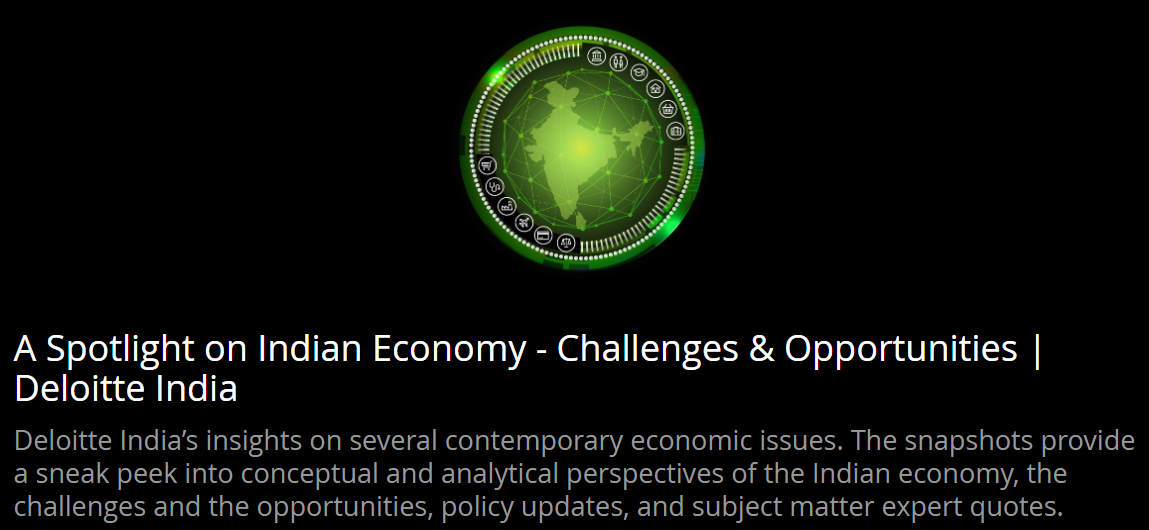 A Spotlight on Indian Economy - Challenges & Opportunities |
Deloitte India
Deloitte India’s insights on several contemporary economic issues. The snapshots provide
a sneak peek into conceptual and analytical perspectives of the Indian economy, the
challenges and the opportunities, policy updates, and subject matter expert quotes.